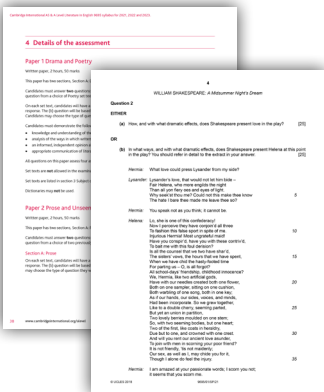 Cambridge International AS & A Level Literature in English 9695 syllabus for 2021, 2022 and 2023.
4 Details of the assessment
Paper 1 Drama and Poetry
Written paper, 2 hours, 50 marks
This paper has two sections, Section A:
Candidates must answer two questions
question from a choice of Poetry set tex
On each set text, candidates will have a
response. The (b) question will be based
Candidates may choose the type of que
Candidates must demonstrate the follow
• knowledge and understanding of the
• analysis of the ways in which writers
• an informed, independent opinion a
• appropriate communication of litera
All questions on this paper assess
Set texts are not allowed in the exam
Set texts are listed in section 3 Subject
Dictionaries may not be used.
Paper 2 Prose and Unseen
Written paper, 2 hours, 50 marks
This paper has two sections, Section A:
Candidates must answer two questions
question from a choice of two
Section A: Prose
On each set text, candidates will have a
response. The (b) question will be based
may choose the type of question they
www.cambridgeinternational.org/alevel
4
WILLIAM SHAKESPEARE: A Midsummer Night's Dream
Question 2
EITHER
(a) How, and with what dramatic effects, does Shakespeare present love in the play? [25]
OR
(b) In what ways, and with what dramatic effects, does Shakespeare present Helena at this point
in the play? You should refer in detail to the extract in your answer. [25]
Hermia What love could press Lysander from my side?
Lysander Lysander's love, that would not let him bide –
Fair Helena, who more engilds the night
Than all yon fiery oes and eyes of light.
Why seek'st thou me? Could not this make thee know 5
The hate I bare thee made me leave thee so?
Hermia You speak not as you think; it cannot be.
Helena Lo, she is one of this confederacy!
Now I perceive they have conjoin'd all three
To fashion this false sport in spite of me. 10
Injurious Hermia! Most ungrateful maid!
Have you conspir'd, have you with these contriv'd,
To bait me with this foul derision?
Is all the counsel that we two have shar'd,
The sisters' vows, the hours that we have spent, 15
When we have chid the hasty-footed time
For parting us – O, is all forgot?
All school-days' friendship, childhood innocence?
We, Hermia, like two artificial gods,
Have with our needles created both one flower, 20
Both on one sampler, sitting on one cushion,
Both warbling of one song, both in one key;
As if our hands, our sides, voices, and minds,
Had been incorporate. So we grew together,
Like to a double cherry, seeming parted, 25
But yet an union in partition,
Two lovely berries moulded on one stem;
So, with two seeming bodies, but one heart;
Two of the first, like coats in heraldry,
Due but to one, and crowned with one crest. 30
And will you rent our ancient love asunder,
To join with men in scorning your poor friend?
It is not friendly, 'tis not maidenly;
Our sex, as well as I, may chide you for it,
Though I alone do feel the injury. 35
Hermia I am amazed at your passionate words; I scorn you not;
it seems that you scorn me.
© UCLES 2018